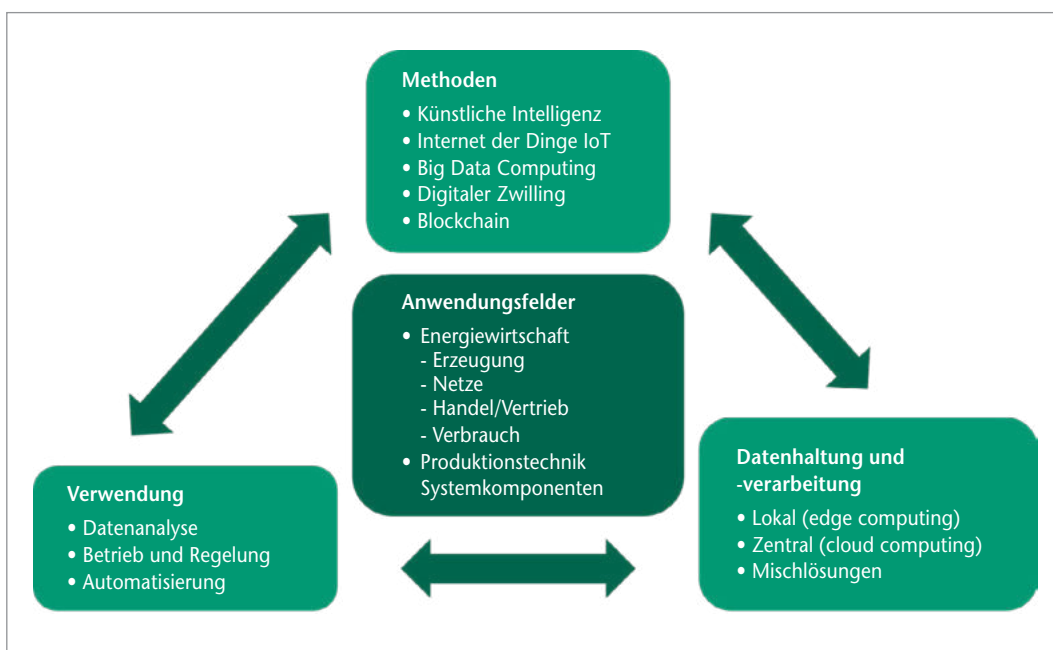 Methoden
• Künstliche Intelligenz
• Internet der Dinge IoT
• Big Data Computing
• Digitaler Zwilling
• Blockchain
Anwendungsfelder
• Energiewirtschaft
- Erzeugung
- Netze
- Handel/Vertrieb
- Verbrauch
• Produktionstechnik
Systemkomponenten
Verwendung
• Datenanalyse
• Betrieb und Regelung
• Automatisierung
Datenhaltung und
-verarbeitung
• Lokal (edge computing)
• Zentral (cloud computing)
• Mischlösungen